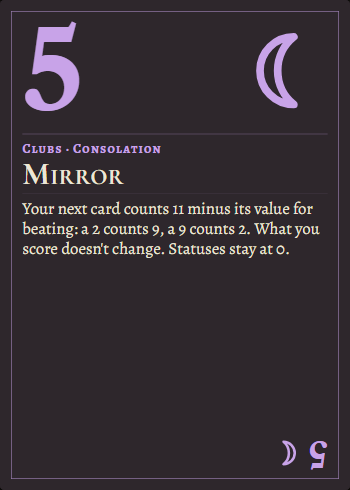 5
Clubs · Consolation
Mirror
Your next card counts 11 minus its value for
beating: a 2 counts 9, a 9 counts 2. What you
score doesn't change. Statuses stay at 0.
5